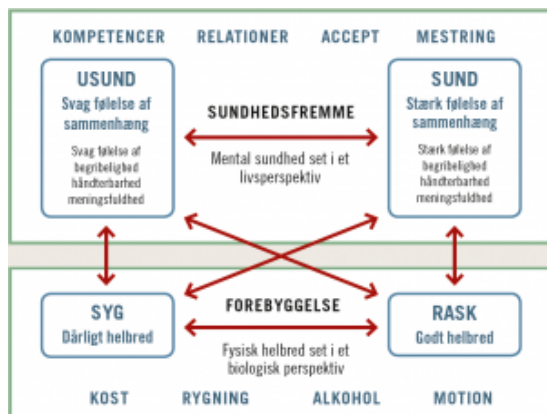 KOMPETENCER RELATIONER ACCEPT MESTRING
USUND
Svag følelse af
sammenhæng
Svag følelse af
begribelighed
håndterbarhed
meningsfuldhed
SUNDHEDSFREMME
Mental sundhed set i et
livsperspektiv
SUND
Stærk følelse af
sammenhæng
Stærk følelse af
begribelighed
håndterbarhed
meningsfuldhed
SYG
Dårligt helbred
FOREBYGGELSE
Fysisk helbred set i et
biologisk perspektiv
RASK
Godt helbred
KOST RYGNING ALKOHOL MOTION